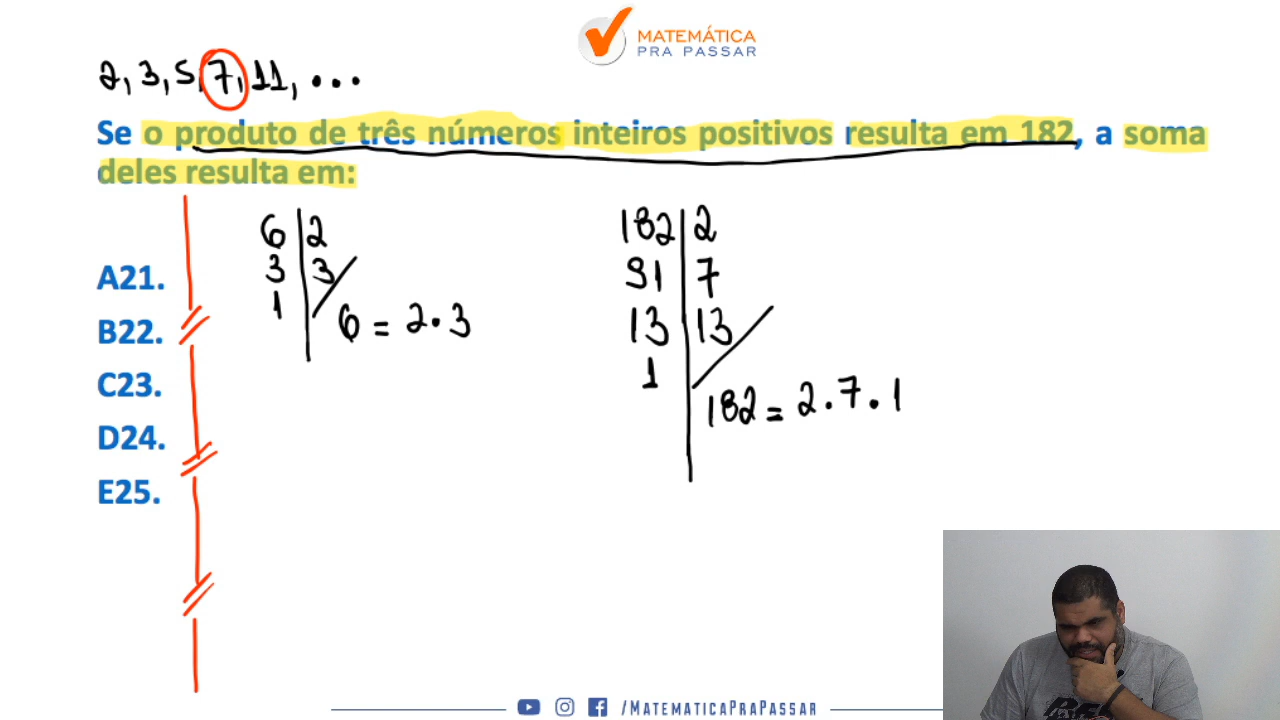 MATEMÁTICA
PRA PASSAR
2, 3, 5, 7, 11, ...
Se o produto de três números inteiros positivos resulta em 182, a soma
deles resulta em:
A21.
B22.
C23.
D24.
E25.
6 | 2
3 | 3
1
6 = 2 . 3
182 | 2
91 | 7
13 | 13
1
182 = 2 . 7 . 1
/MATEMATICAPRAPASSAR